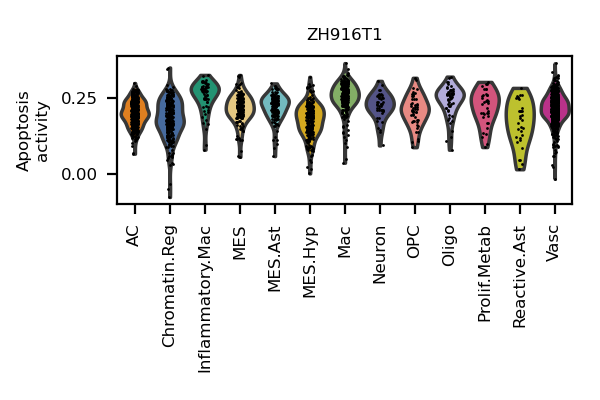 ZH916T1
Apoptosis
activity
0.25
0.00
AC
Chromatin.Reg
Inflammatory.Mac
MES
MES.Ast
MES.Hyp
Mac
Neuron
OPC
Oligo
Prolif.Metab
Reactive.Ast
Vasc